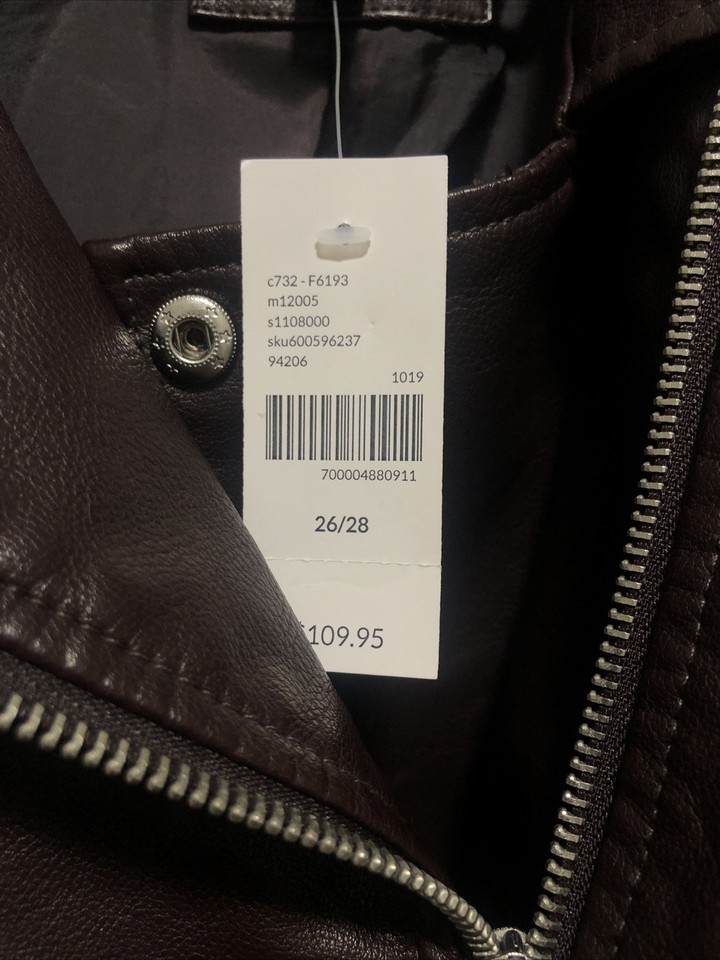 c732 - F6193
m12005
s1108000
sku600596237
94206
1019
700004880911
26/28
$109.95